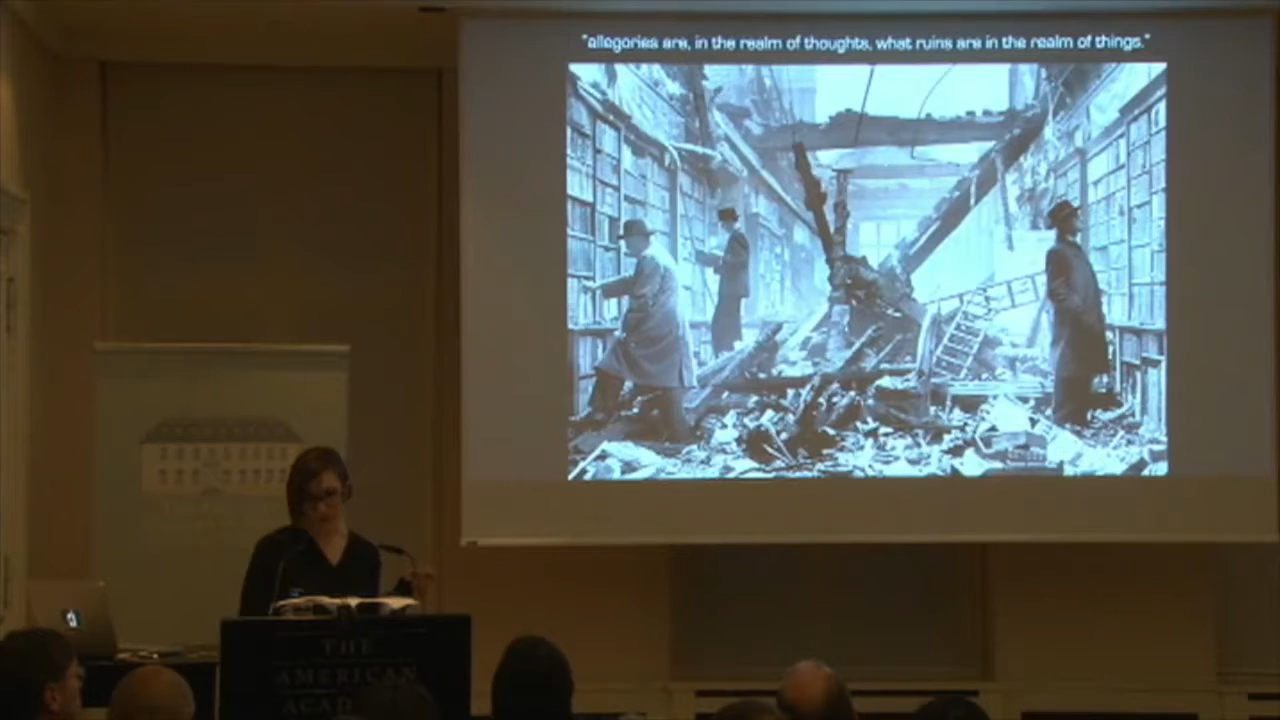 "allegories are, in the realm of thoughts, what ruins are in the realm of things."
THE
AMERICAN
ACAD